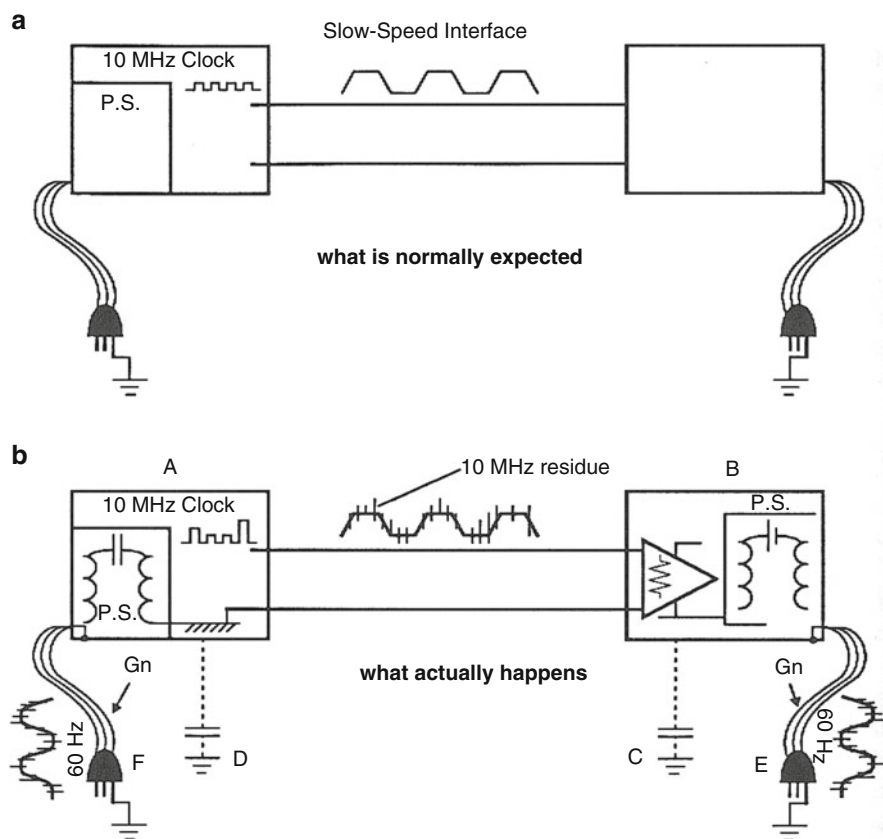 a
Slow-Speed Interface
10 MHz Clock
P.S.
what is normally expected
b
A
10 MHz residue
B
10 MHz Clock
P.S.
P.S.
what actually happens
Gn
Gn
60 Hz
F
D
C
E
60 Hz